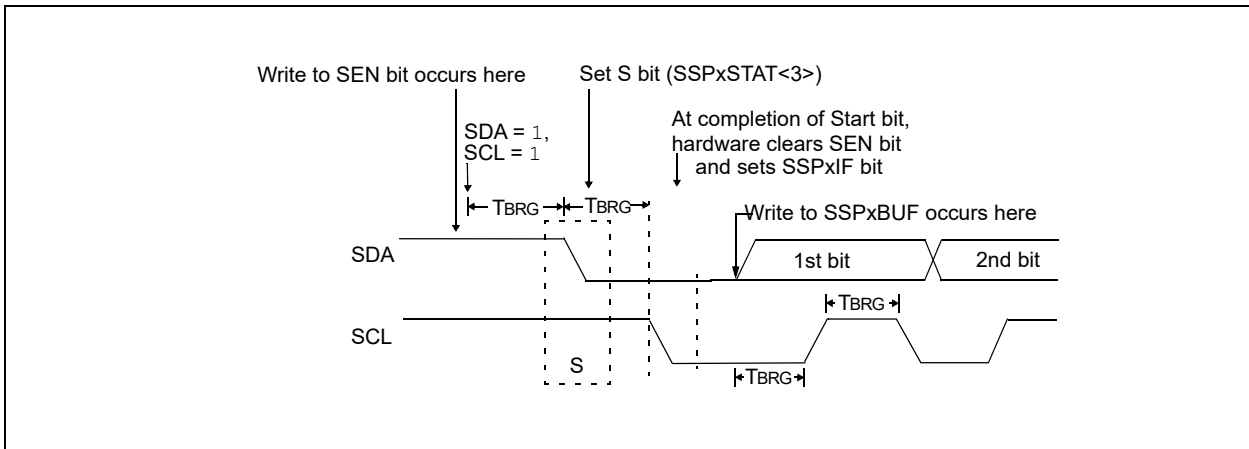 Write to SEN bit occurs here
Set S bit (SSPxSTAT<3>)
SDA = 1,
SCL = 1
At completion of Start bit,
hardware clears SEN bit
and sets SSPxIF bit
TBRG
TBRG
Write to SSPxBUF occurs here
SDA
1st bit
2nd bit
TBRG
SCL
S
TBRG